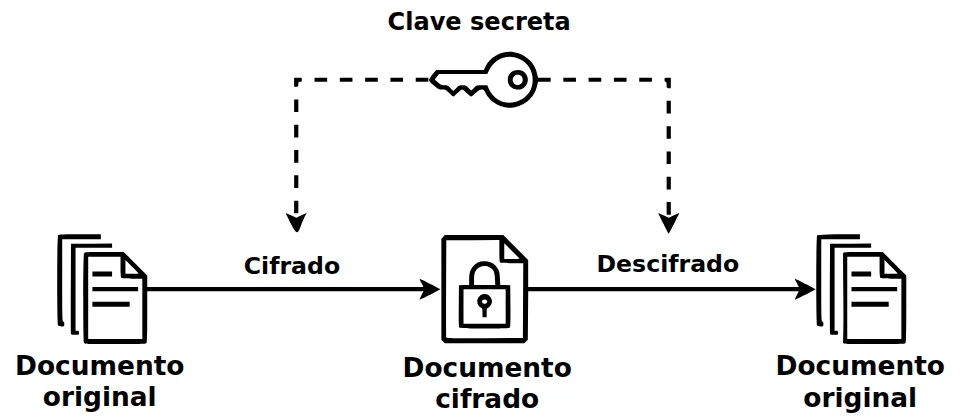 Clave secreta
Cifrado
Descifrado
Documento
original
Documento
cifrado
Documento
original